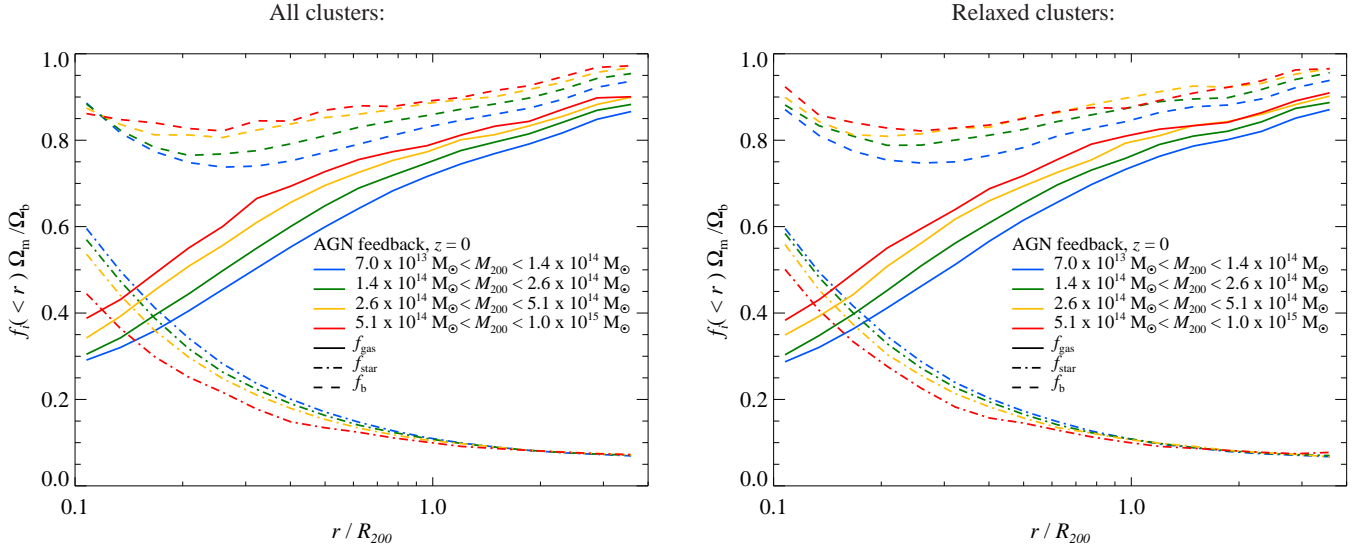 All clusters:
1.0
0.8
0.6
0.4
0.2
0.0
f_i(< r ) Ω_m /Ω_b
AGN feedback, z = 0
7.0 x 10^13 M_⊙ < M_200 < 1.4 x 10^14 M_⊙
1.4 x 10^14 M_⊙ < M_200 < 2.6 x 10^14 M_⊙
2.6 x 10^14 M_⊙ < M_200 < 5.1 x 10^14 M_⊙
5.1 x 10^14 M_⊙ < M_200 < 1.0 x 10^15 M_⊙
f_gas
f_star
f_b
0.1 1.0
r / R_200
Relaxed clusters:
1.0
0.8
0.6
0.4
0.2
0.0
f_i(< r ) Ω_m /Ω_b
AGN feedback, z = 0
7.0 x 10^13 M_⊙ < M_200 < 1.4 x 10^14 M_⊙
1.4 x 10^14 M_⊙ < M_200 < 2.6 x 10^14 M_⊙
2.6 x 10^14 M_⊙ < M_200 < 5.1 x 10^14 M_⊙
5.1 x 10^14 M_⊙ < M_200 < 1.0 x 10^15 M_⊙
f_gas
f_star
f_b
0.1 1.0
r / R_200